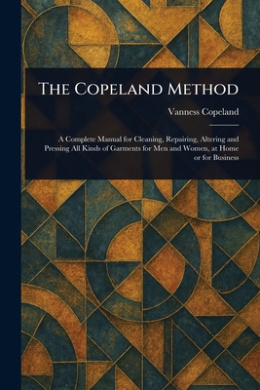 The Copeland Method
Vanness Copeland
A Complete Manual for Cleaning, Repairing, Altering and
Pressing All Kinds of Garments for Men and Women, at Home
or for Business